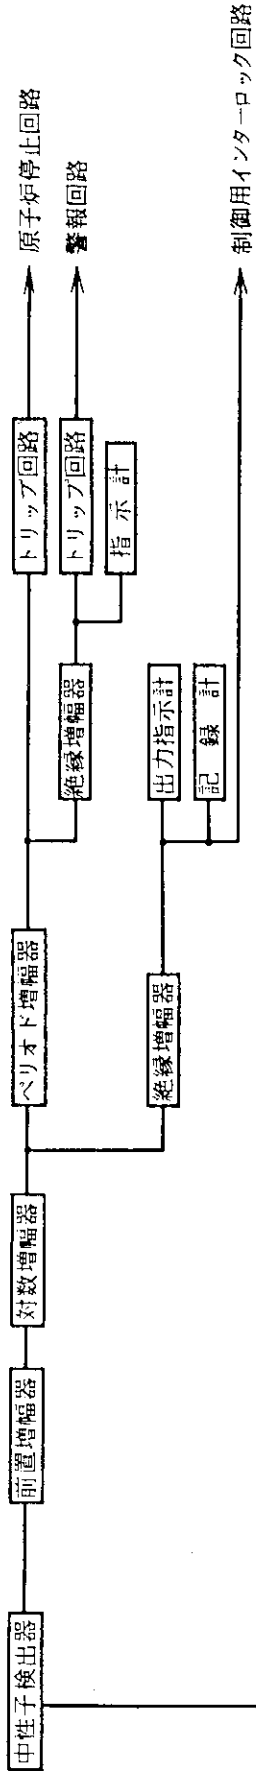 中性子検出器
前置増幅器
対数増幅器
ペリオド増幅器
トリップ回路
原子炉停止回路
絶縁増幅器
トリップ回路
警報回路
指示計
絶縁増幅器
出力指示計
記録計
制御用インターロック回路